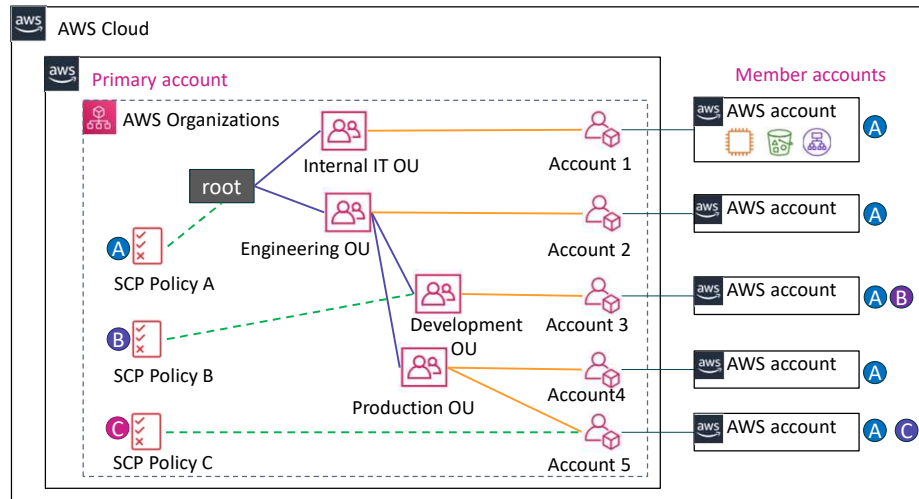 aws
AWS Cloud
aws
Primary account
Member accounts
AWS Organizations
Internal IT OU
Account 1
aws
AWS account
A
root
Engineering OU
Account 2
aws
AWS account
A
A
SCP Policy A
Development
OU
Account 3
aws
AWS account
A
B
B
SCP Policy B
Production OU
Account4
aws
AWS account
A
C
SCP Policy C
Account 5
aws
AWS account
A
C